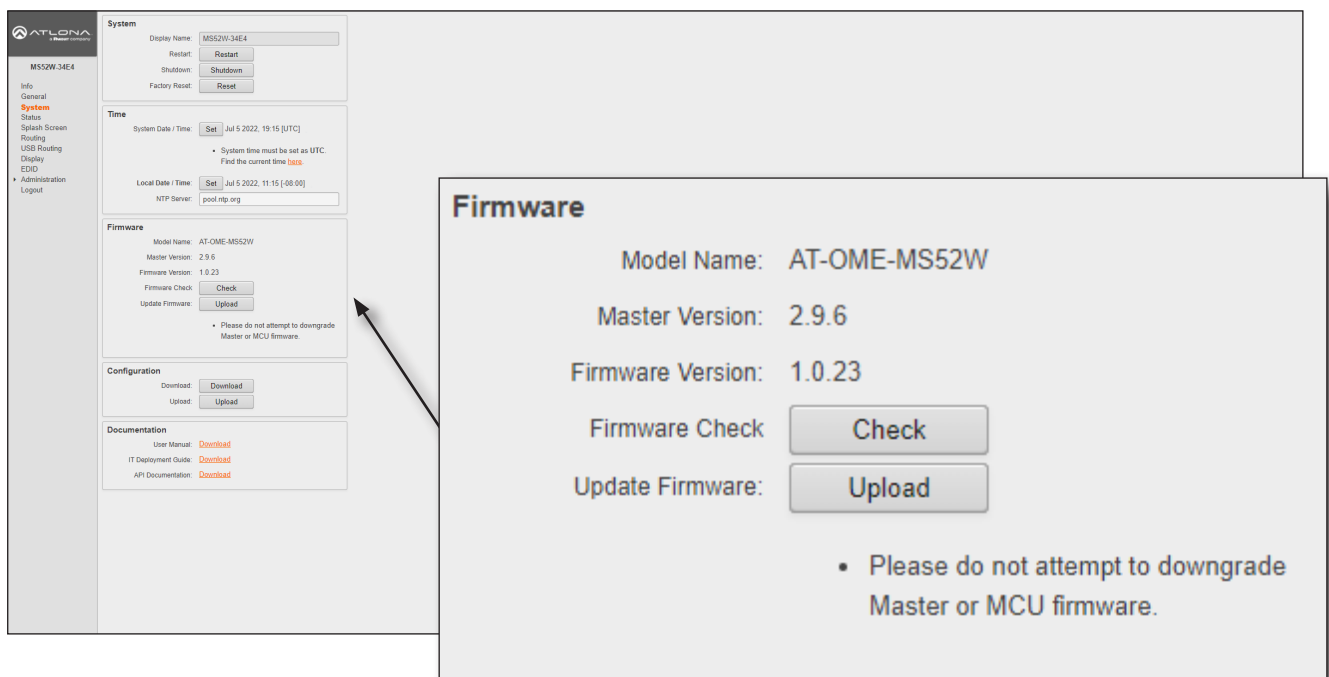 ATLONA
a Panduit company
MS52W-34E4
Info
General
System
Status
Splash Screen
Routing
USB Routing
Display
EDID
Administration
Logout
System
Display Name: MS52W-34E4
Restart: Restart
Shutdown: Shutdown
Factory Reset: Reset
Time
System Date / Time: Set Jul 5 2022, 19:15 [UTC]
• System time must be set as UTC.
Find the current time here.
Local Date / Time: Set Jul 5 2022, 11:15 [-08:00]
NTP Server: pool.ntp.org
Firmware
Model Name: AT-OME-MS52W
Master Version: 2.9.6
Firmware Version: 1.0.23
Firmware Check Check
Update Firmware: Upload
• Please do not attempt to downgrade
Master or MCU firmware.
Configuration
Download: Download
Upload: Upload
Documentation
User Manual: Download
IT Deployment Guide: Download
API Documentation: Download
Firmware
Model Name: AT-OME-MS52W
Master Version: 2.9.6
Firmware Version: 1.0.23
Firmware Check Check
Update Firmware: Upload
• Please do not attempt to downgrade
Master or MCU firmware.